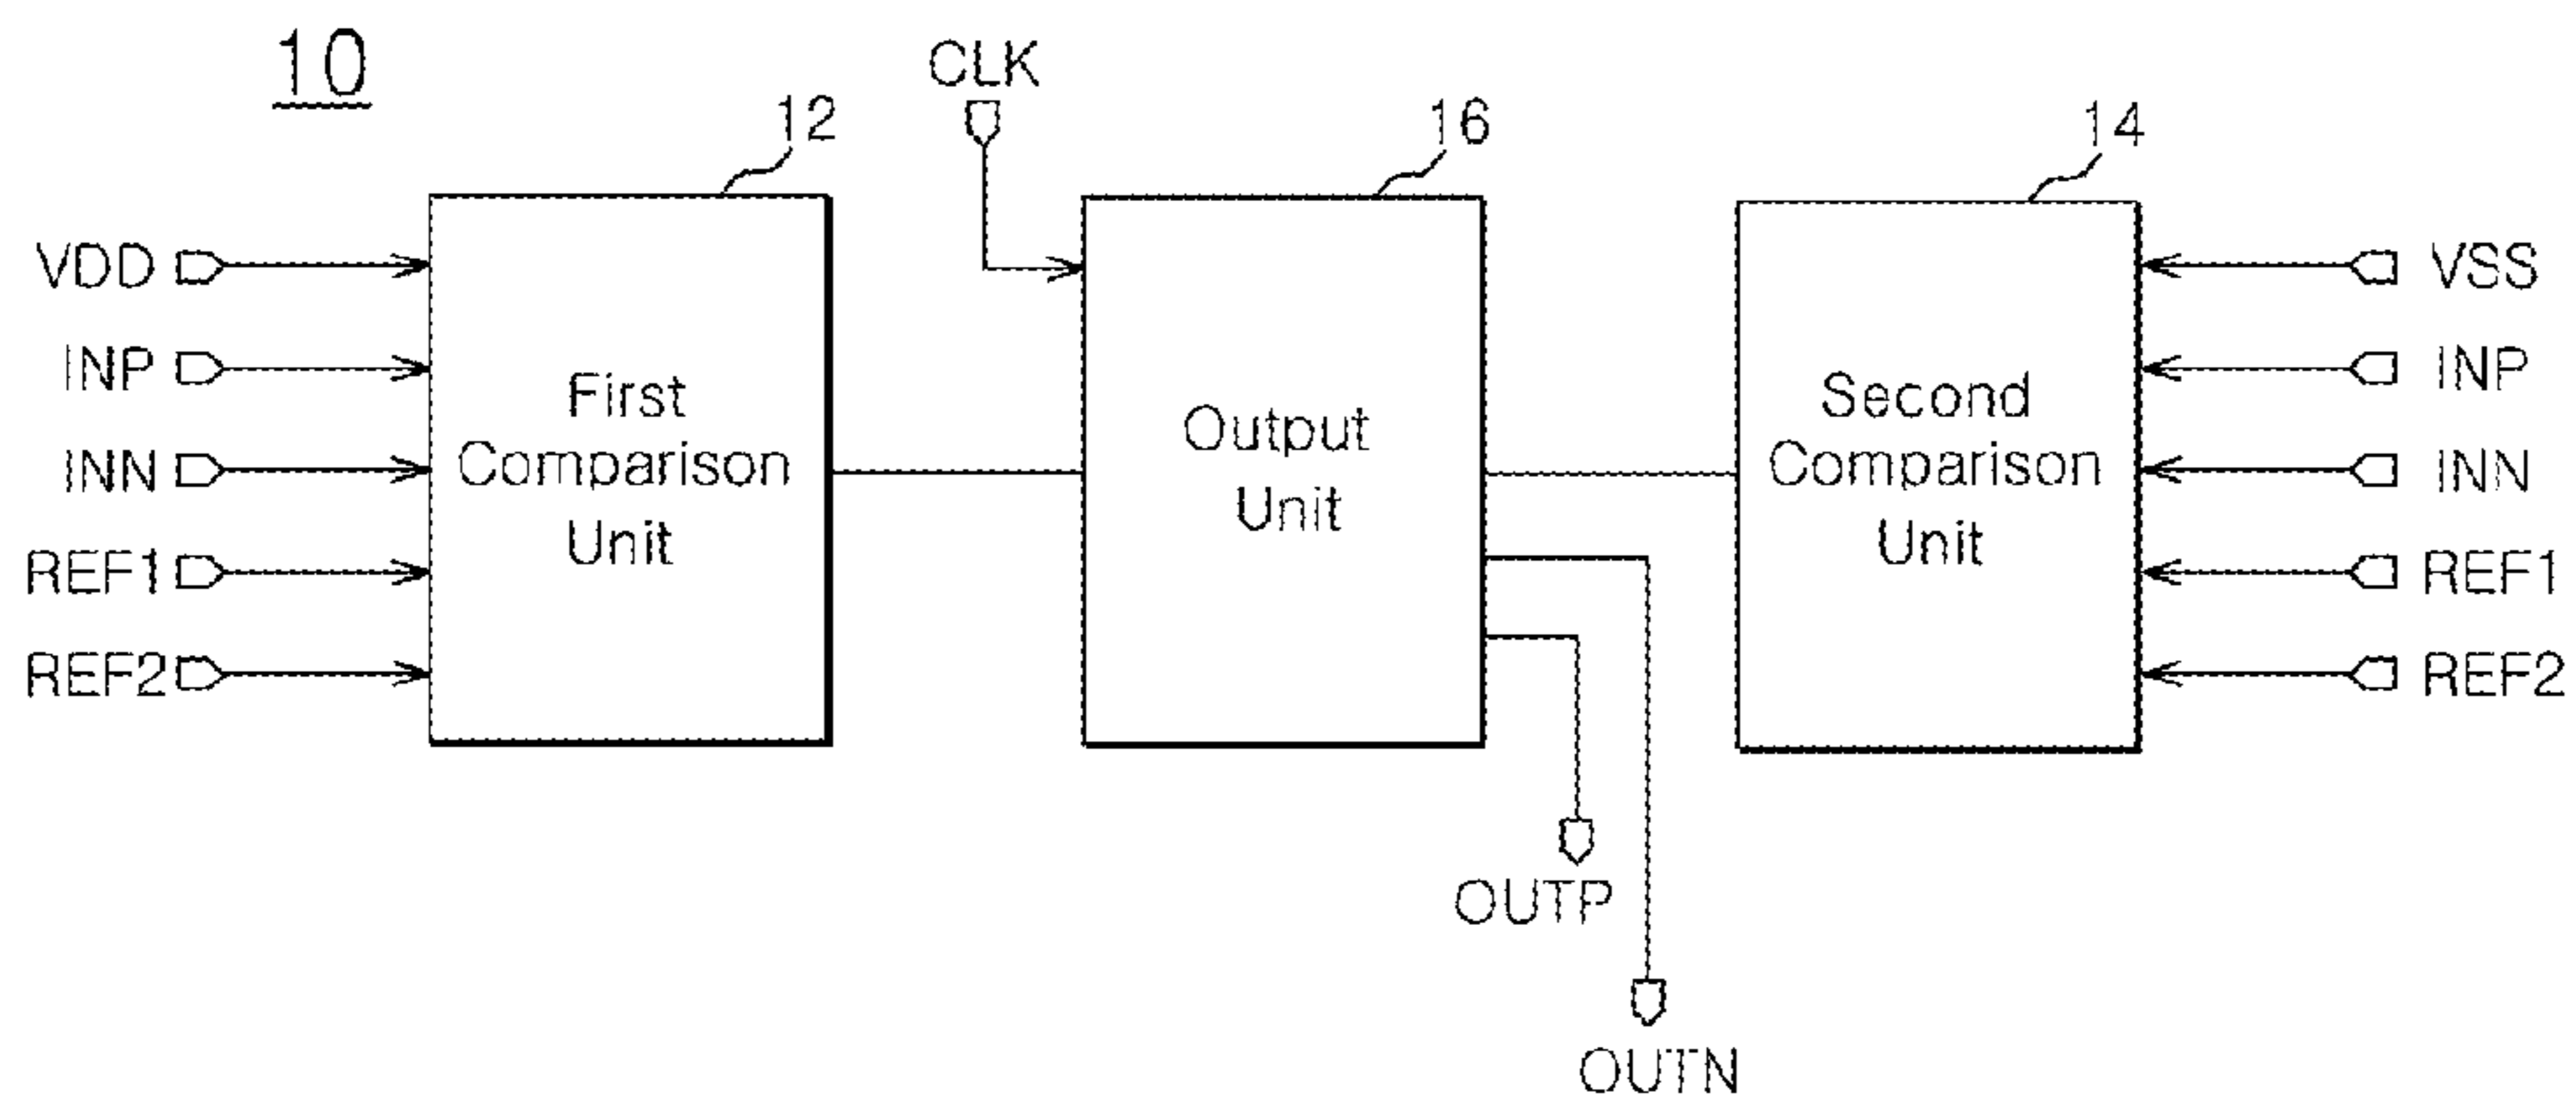 10
CLK
12
16
14
VDD
INP
INN
REF1
REF2
First
Comparison
Unit
Output
Unit
Second
Comparison
Unit
VSS
INP
INN
REF1
REF2
OUTP
OUTN